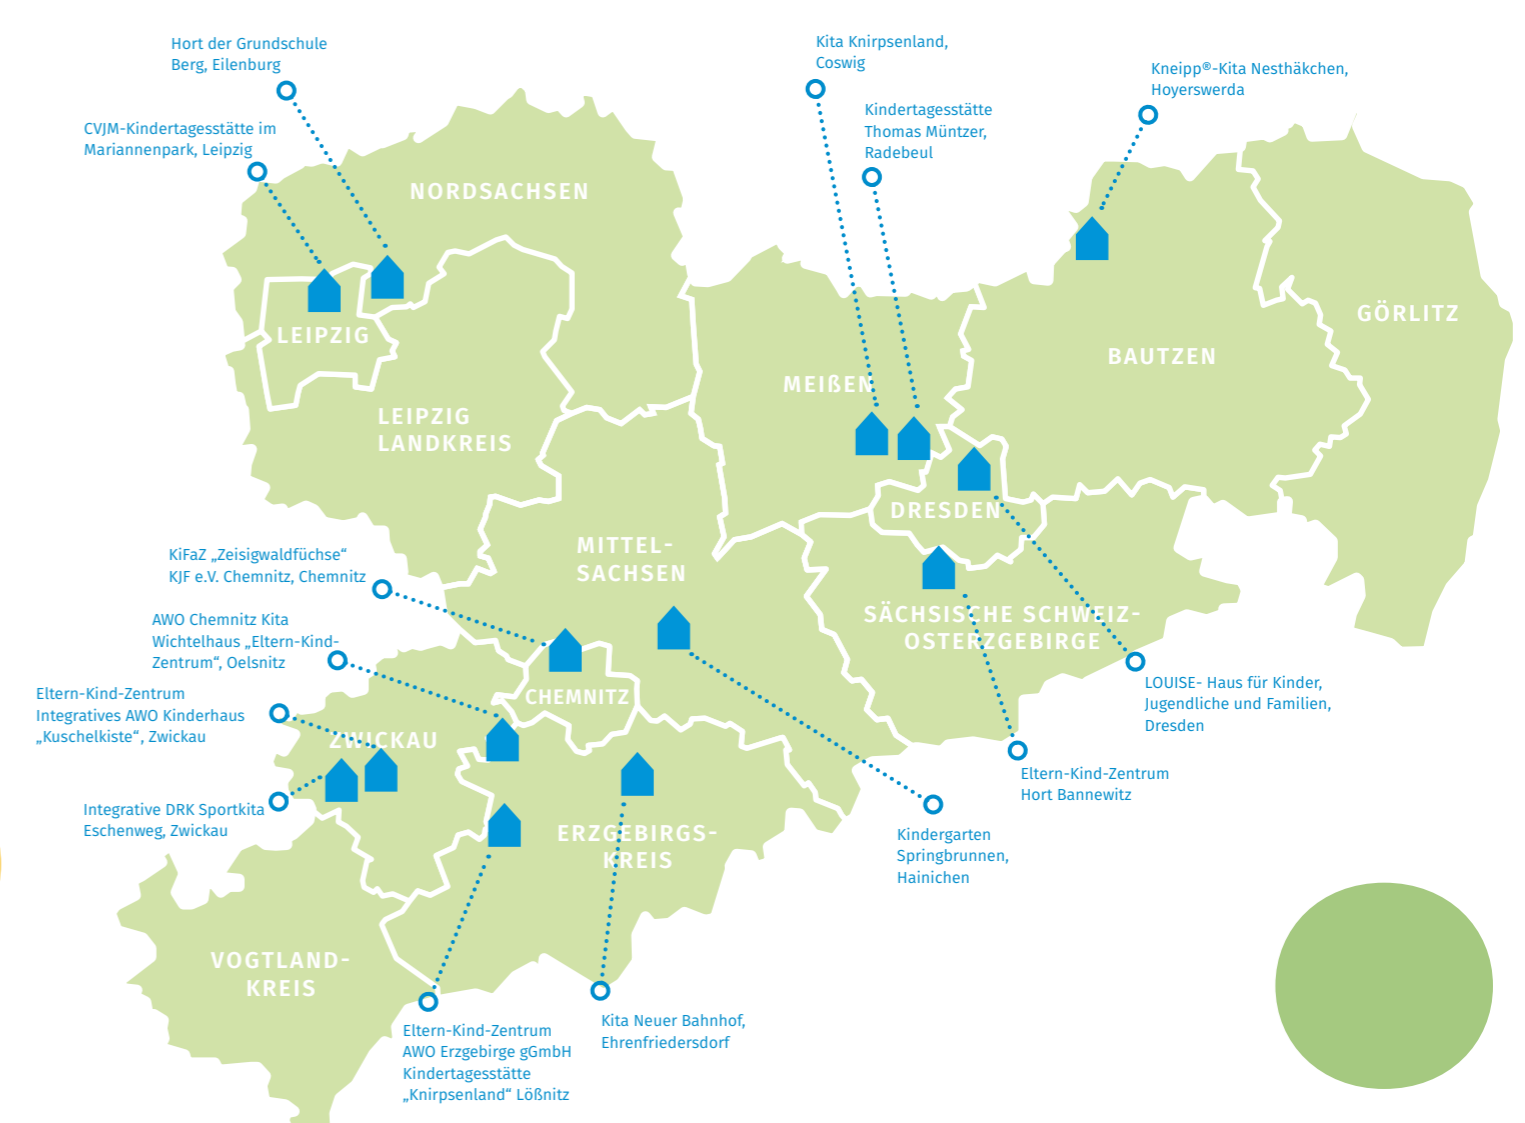 Hort der Grundschule
Berg, Eilenburg
CVJM-Kindertagesstätte im
Mariannenpark, Leipzig
Kita Knirpsenland,
Coswig
Kindertagesstätte
Thomas Müntzer,
Radebeul
Kneipp®-Kita Nesthäkchen,
Hoyerswerda
NORDSACHSEN
LEIPZIG
LEIPZIG
LANDKREIS
MEIßEN
BAUTZEN
GÖRLITZ
DRESDEN
MITTEL-
SACHSEN
SÄCHSISCHE SCHWEIZ-
OSTERZGEBIRGE
CHEMNITZ
ZWICKAU
ERZGEBIRGS-
KREIS
VOGTLAND-
KREIS
KiFaZ „Zeisigwaldfüchse“
KJF e.V. Chemnitz, Chemnitz
AWO Chemnitz Kita
Wichtelhaus „Eltern-Kind-
Zentrum“, Oelsnitz
Eltern-Kind-Zentrum
Integratives AWO Kinderhaus
„Kuschelkiste“, Zwickau
Integrative DRK Sportkita
Eschenweg, Zwickau
LOUISE- Haus für Kinder,
Jugendliche und Familien,
Dresden
Eltern-Kind-Zentrum
Hort Bannewitz
Kindergarten
Springbrunnen,
Hainichen
Kita Neuer Bahnhof,
Ehrenfriedersdorf
Eltern-Kind-Zentrum
AWO Erzgebirge gGmbH
Kindertagesstätte
„Knirpsenland“ Lößnitz